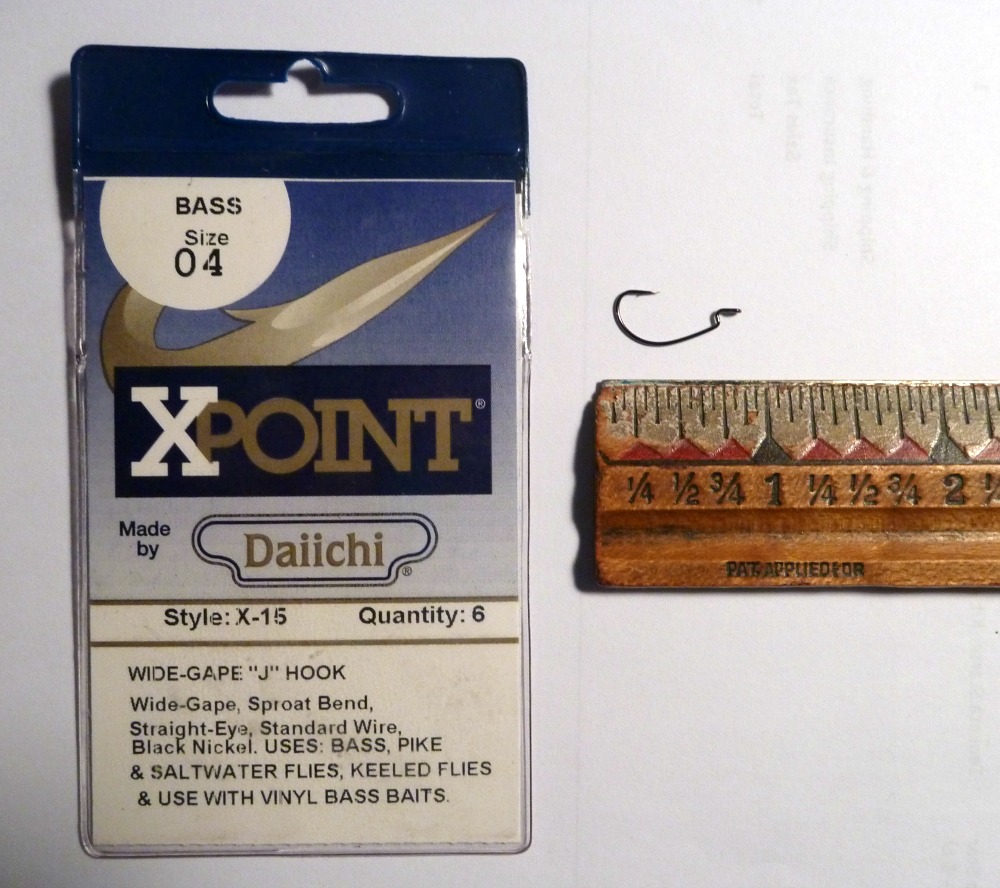 BASS
Size
04
XPOINT®
Made
by
Daiichi®
Style: X-15 Quantity: 6
WIDE-GAPE "J" HOOK
Wide-Gape, Sproat Bend,
Straight-Eye, Standard Wire,
Black Nickel. USES: BASS, PIKE
& SALTWATER FLIES, KEELED FLIES
& USE WITH VINYL BASS BAITS.
1/4 1/2 3/4 1 1/4 1/2 3/4 2
PAT. APPLIED FOR